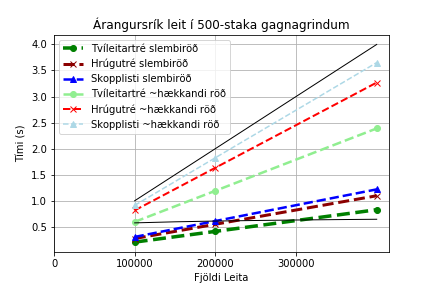 Árangursrík leit í 500-staka gagnagrindum
4.0
3.5
3.0
2.5
2.0
1.5
1.0
0.5
Tími (s)
Tvíleitartré slembiröð
Hrúgutré slembiröð
Skopplisti slembiröð
Tvíleitartré ~hækkandi röð
Hrúgutré ~hækkandi röð
Skopplisti ~hækkandi röð
0
100000
200000
300000
Fjöldi Leita